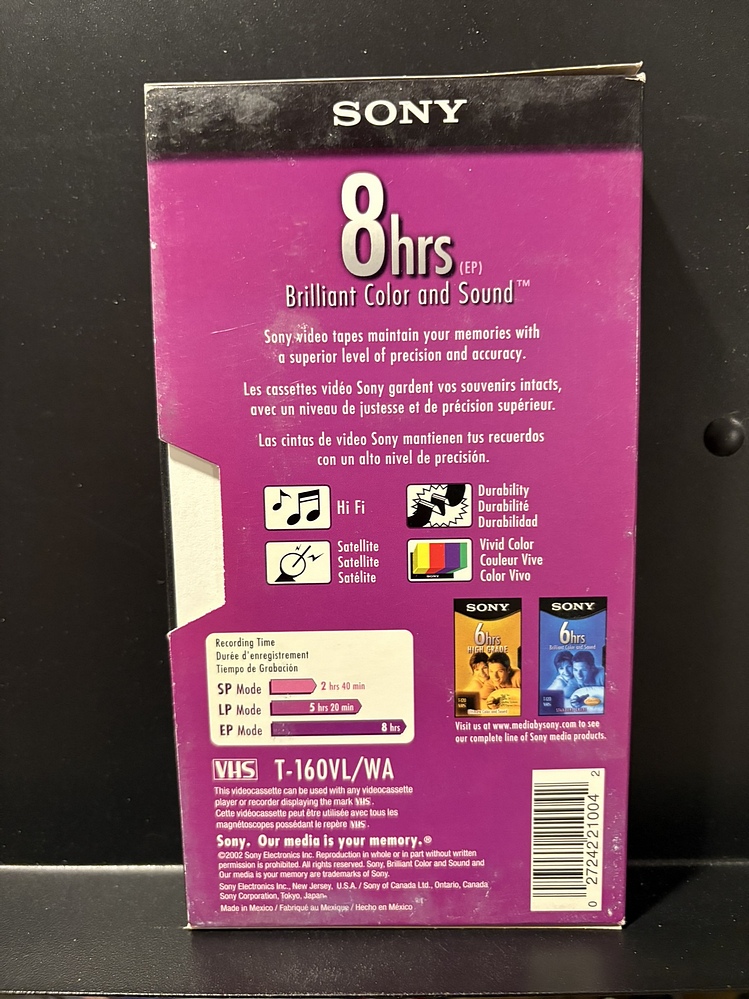 SONY
8hrs (EP)
Brilliant Color and Sound™
Sony video tapes maintain your memories with
a superior level of precision and accuracy.
Les cassettes vidéo Sony gardent vos souvenirs intacts,
avec un niveau de justesse et de précision supérieur.
Las cintas de video Sony mantienen tus recuerdos
con un alto nivel de precisión.
Hi Fi
Durability
Durabilité
Durabilidad
Satellite
Satellite
Satélite
SONY
Vivid Color
Couleur Vive
Color Vivo
Recording Time
Durée d'enregistrement
Tiempo de Grabación
SP Mode 2 hrs 40 min
LP Mode 5 hrs 20 min
EP Mode 8 hrs
SONY
6hrs
HIGH GRADE
SONY
6hrs
Brilliant Color and Sound
Visit us at www.mediabysony.com to see
our complete line of Sony media products.
VHS T-160VL/WA
This videocassette can be used with any videocassette
player or recorder displaying the mark VHS.
Cette vidéocassette peut être utilisée avec tous les
magnétoscopes possédant le repère VHS.
Sony. Our media is your memory.®
©2002 Sony Electronics Inc. Reproduction in whole or in part without written
permission is prohibited. All rights reserved. Sony, Brilliant Color and Sound and
Our media is your memory are trademarks of Sony.
Sony Electronics Inc., New Jersey, U.S.A. / Sony of Canada Ltd., Ontario, Canada
Sony Corporation, Tokyo, Japan
Made in Mexico / Fabriqué au Mexique / Hecho en México
0 27242 21004 2